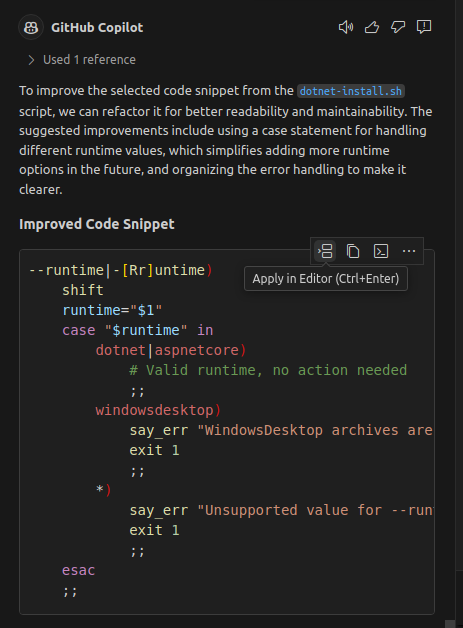 GitHub Copilot
Used 1 reference
To improve the selected code snippet from the dotnet-install.sh
script, we can refactor it for better readability and maintainability. The
suggested improvements include using a case statement for handling
different runtime values, which simplifies adding more runtime
options in the future, and organizing the error handling to make it
clearer.
Improved Code Snippet
Apply in Editor (Ctrl+Enter)
--runtime|-[Rr]untime)
    shift
    runtime="$1"
    case "$runtime" in
        dotnet|aspnetcore)
            # Valid runtime, no action needed
            ;;
        windowsdesktop)
            say_err "WindowsDesktop archives are
            exit 1
            ;;
        *)
            say_err "Unsupported value for --run
            exit 1
            ;;
    esac
    ;;